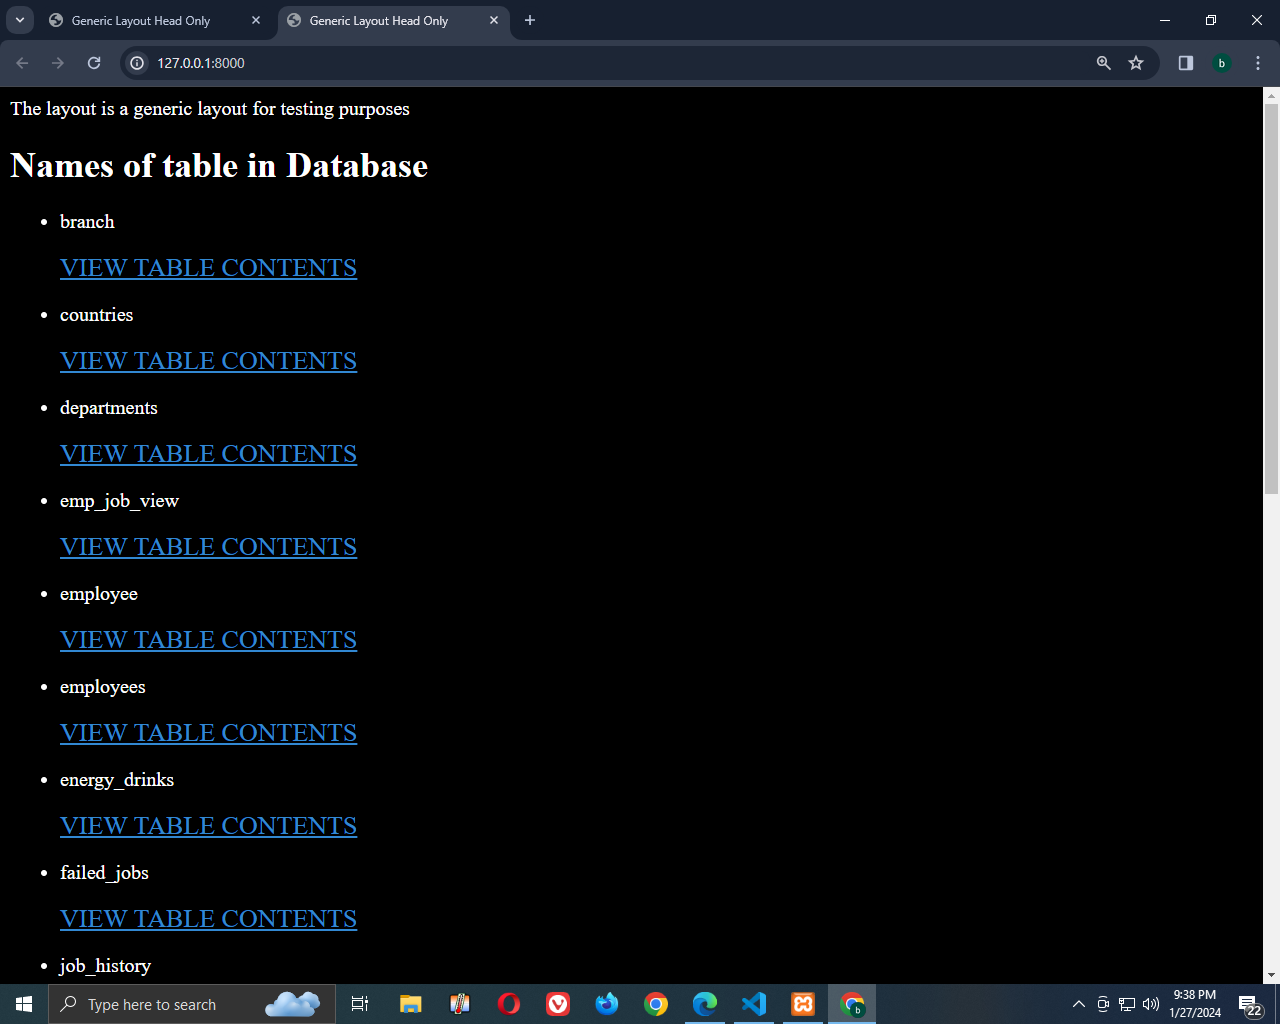 Generic Layout Head Only
Generic Layout Head Only
127.0.0.1:8000
b
The layout is a generic layout for testing purposes
Names of table in Database
branch
VIEW TABLE CONTENTS
countries
VIEW TABLE CONTENTS
departments
VIEW TABLE CONTENTS
emp_job_view
VIEW TABLE CONTENTS
employee
VIEW TABLE CONTENTS
employees
VIEW TABLE CONTENTS
energy_drinks
VIEW TABLE CONTENTS
failed_jobs
VIEW TABLE CONTENTS
job_history
Type here to search
b
9:38 PM
1/27/2024
22